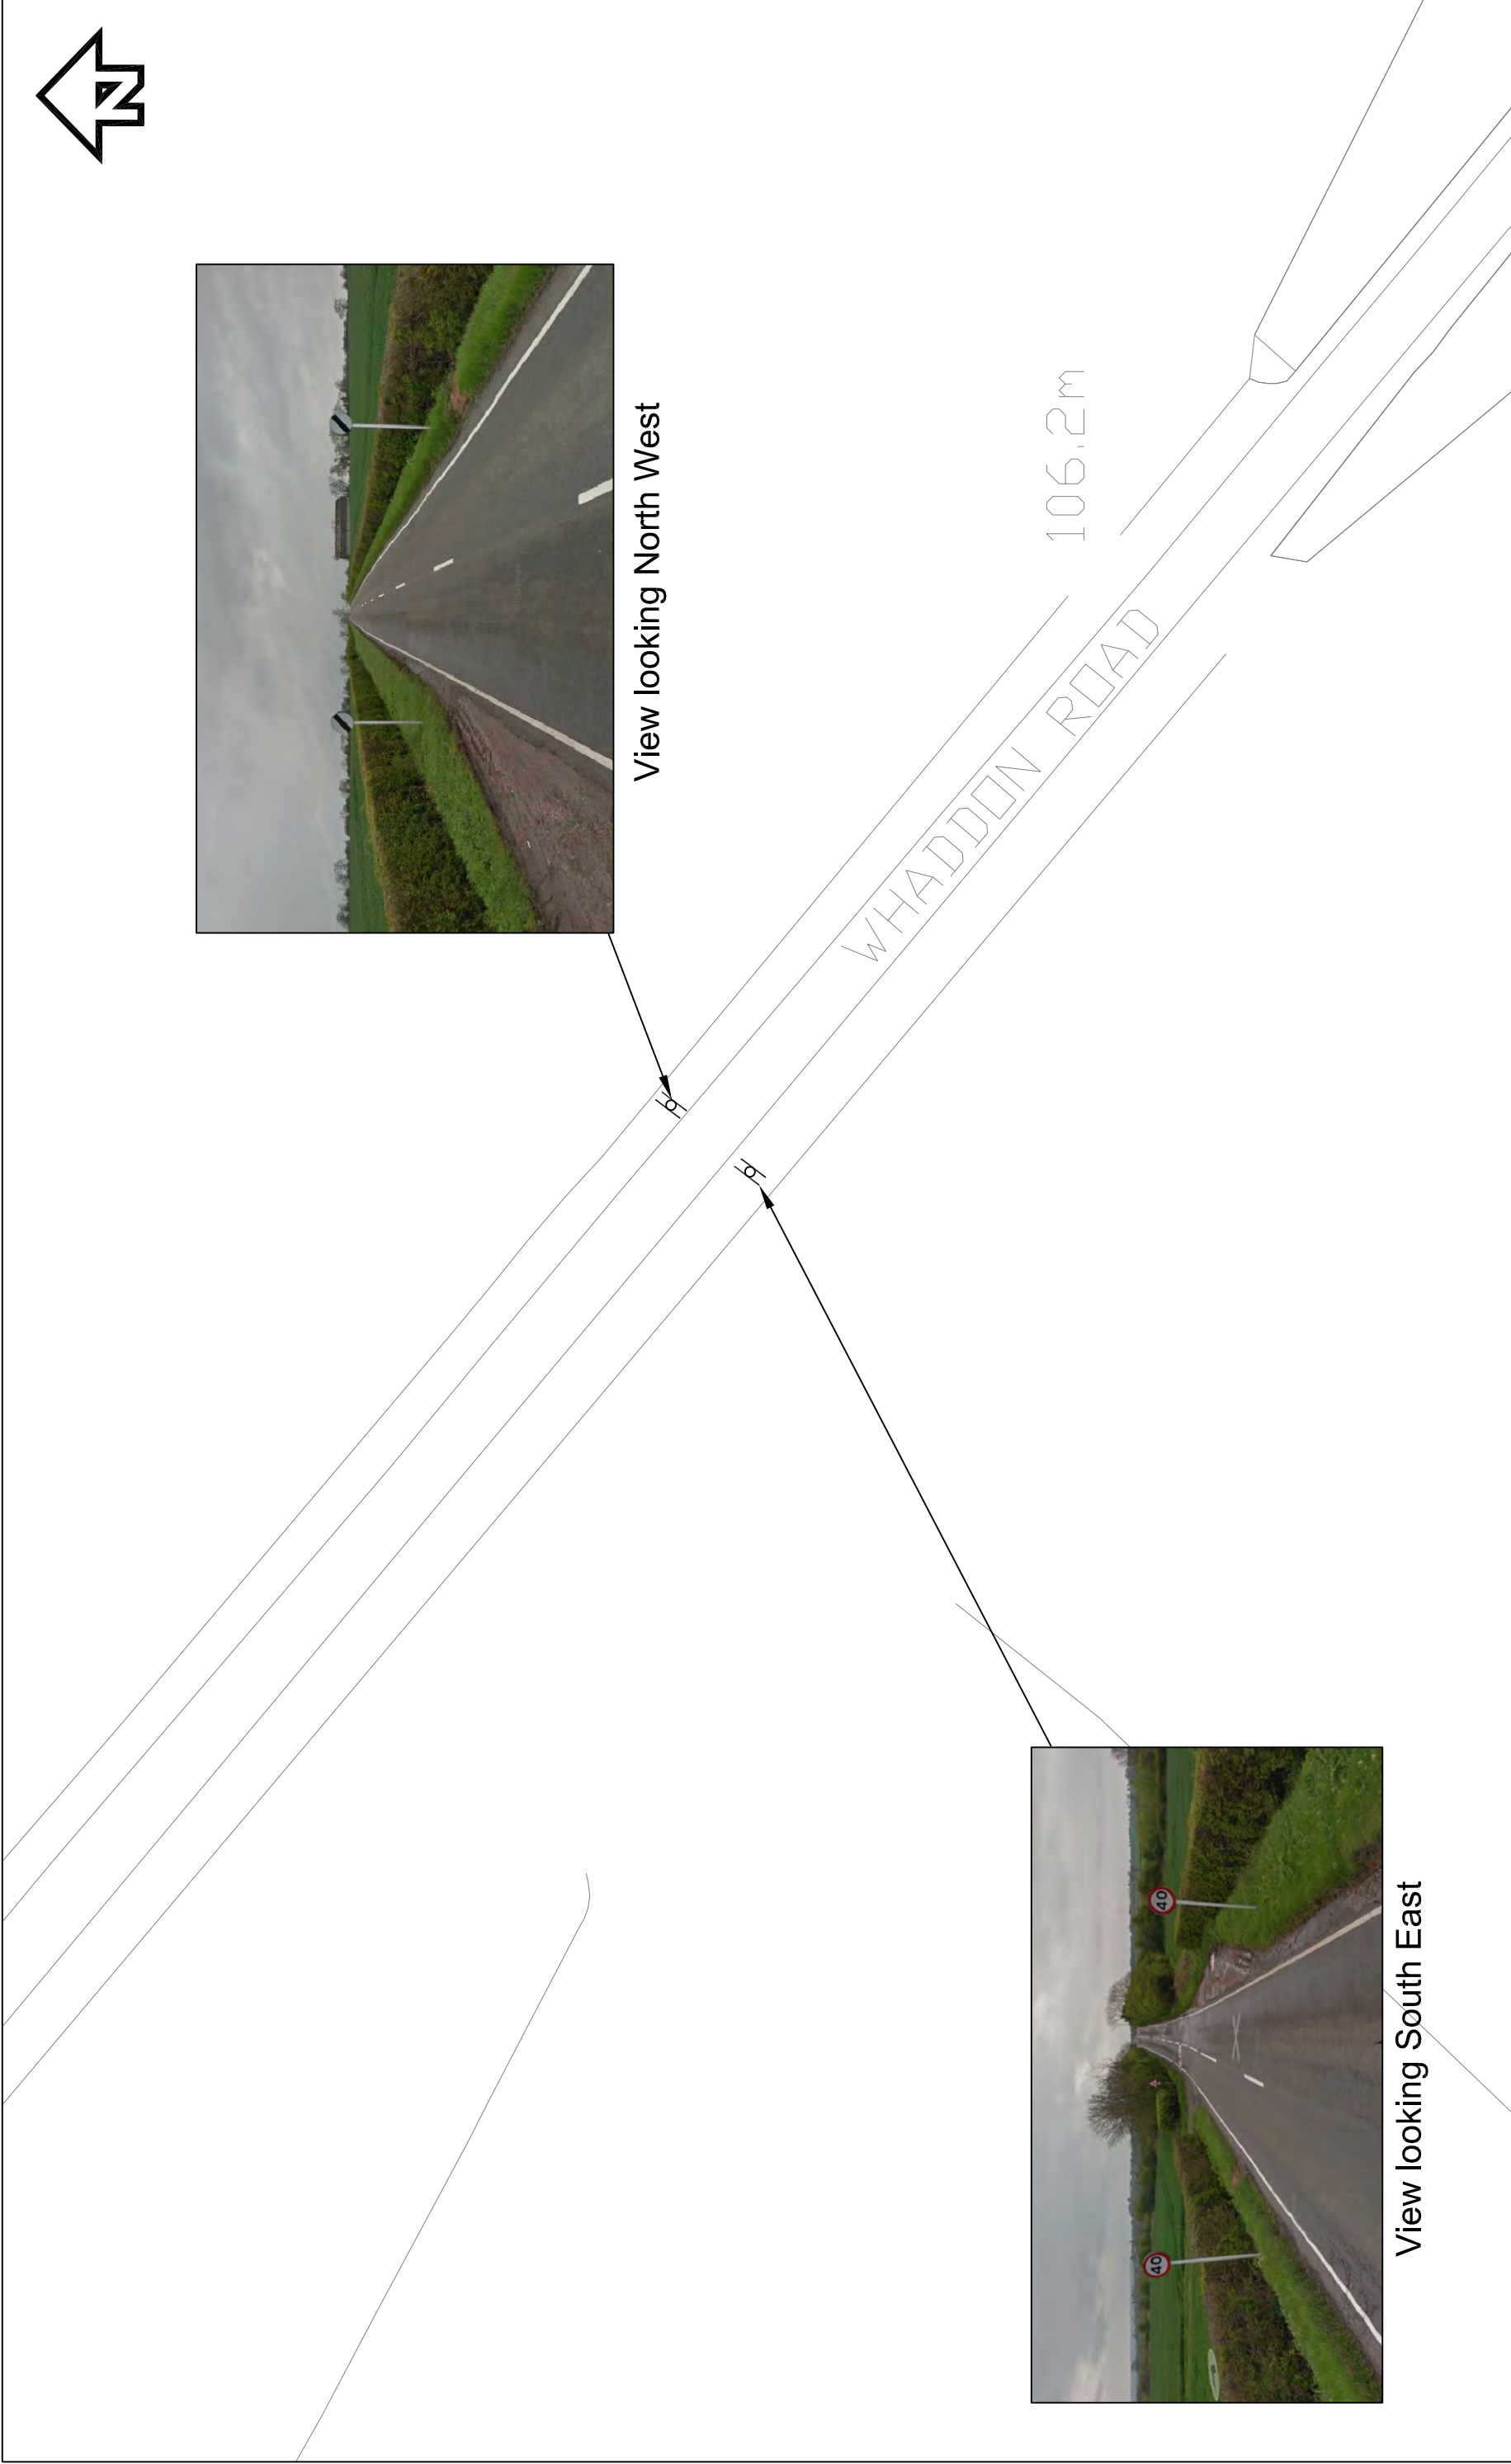 N
View looking North West
106.2m
WHADDON ROAD
40
40
View looking South East